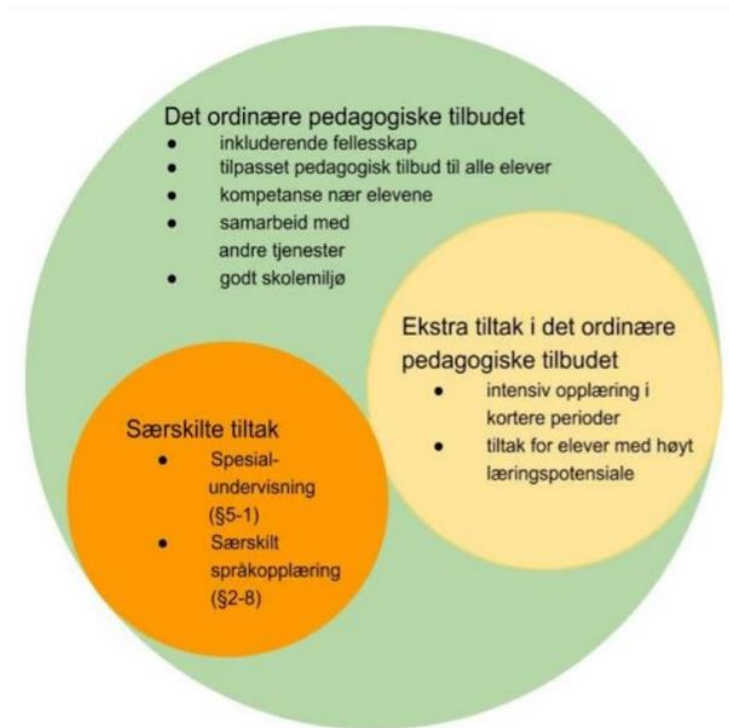 Det ordinære pedagogiske tilbudet
● inkluderende fellesskap
● tilpasset pedagogisk tilbud til alle elever
● kompetanse nær elevene
● samarbeid med
andre tjenester
● godt skolemiljø
Ekstra tiltak i det ordinære
pedagogiske tilbudet
● intensiv opplæring i
kortere perioder
● tiltak for elever med høyt
læringspotensiale
Særskilte tiltak
● Spesial-
undervisning
(§5-1)
● Særskilt
språkopplæring
(§2-8)